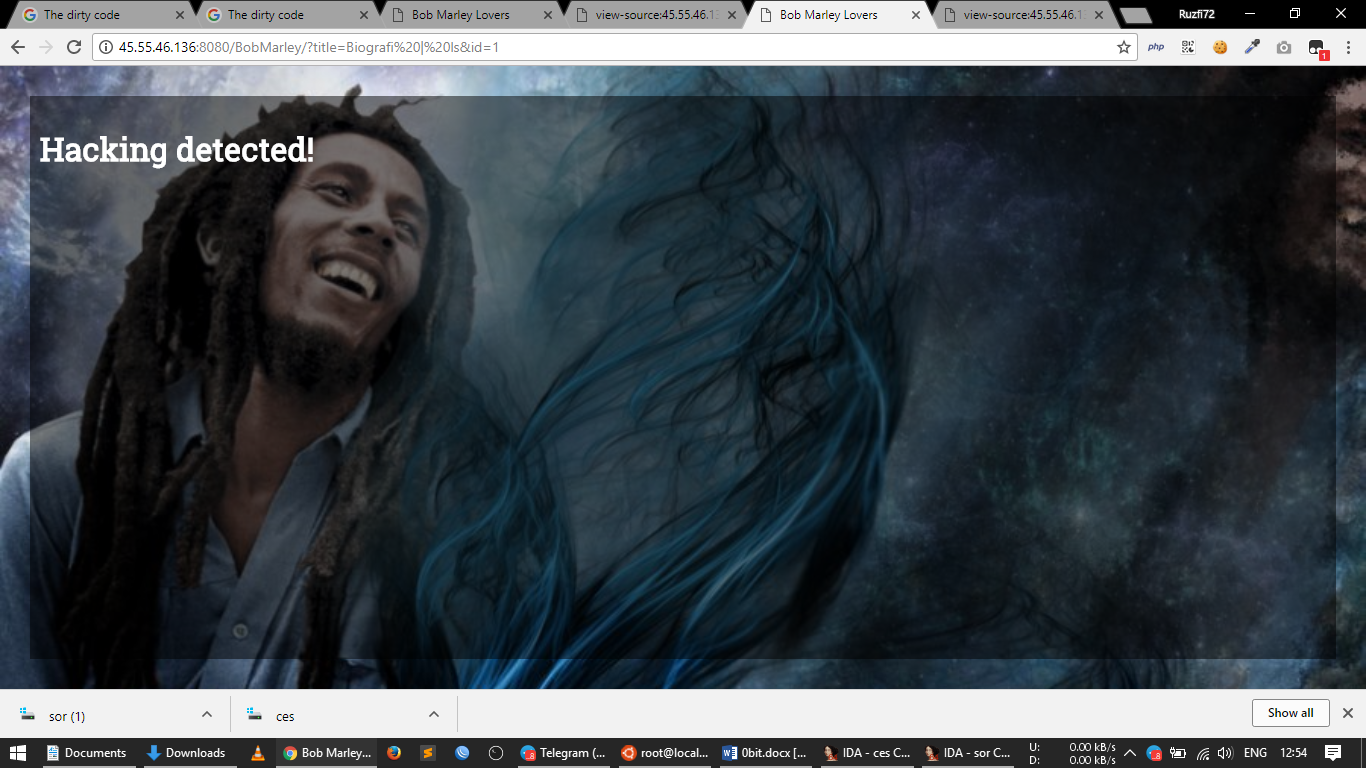 The dirty code
The dirty code
Bob Marley Lovers
view-source:45.55.46.13
Bob Marley Lovers
view-source:45.55.46.13
Ruzfi72
45.55.46.136:8080/BobMarley/?title=Biografi%20|%20ls&id=1
php
1
Hacking detected!
sor (1)
ces
Show all
Documents
Downloads
Bob Marley...
Telegram (...
root@local...
0bit.docx [...
IDA - ces C...
IDA - sor C...
U: 0.00 kB/s
D: 0.00 kB/s
ENG
12:54